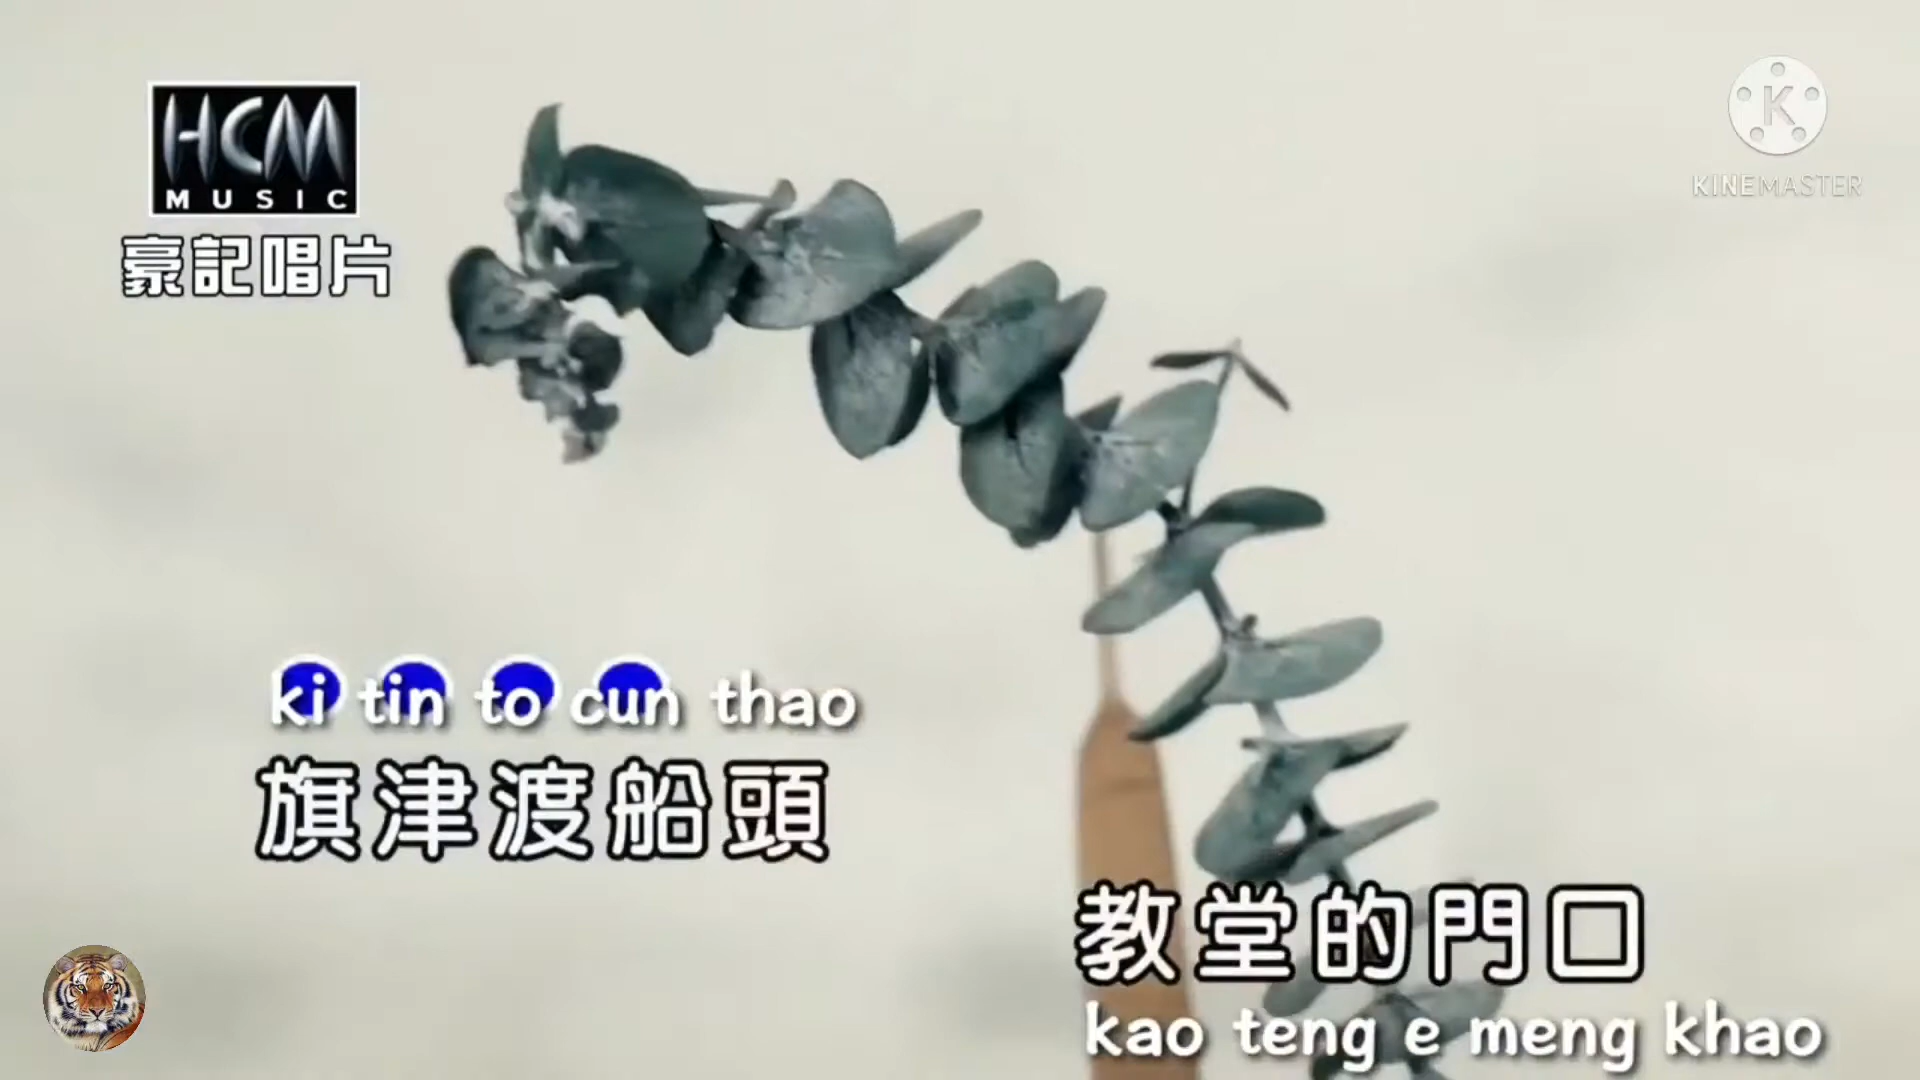 HCM
MUSIC
豪記唱片
K
KINEMASTER
ki tin to cun thao
旗津渡船頭
教堂的門口
kao teng e meng khao